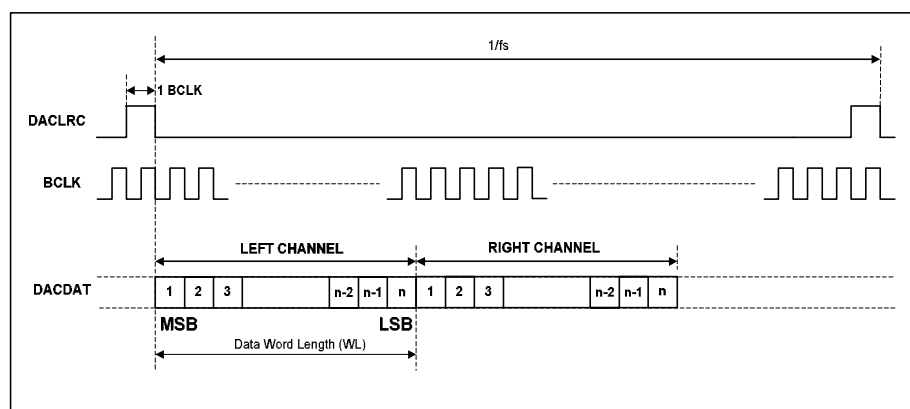 1/fs
1 BCLK
DACLRC
BCLK
LEFT CHANNEL
RIGHT CHANNEL
DACDAT
1 2 3 n-2 n-1 n 1 2 3 n-2 n-1 n
MSB LSB
Data Word Length (WL)